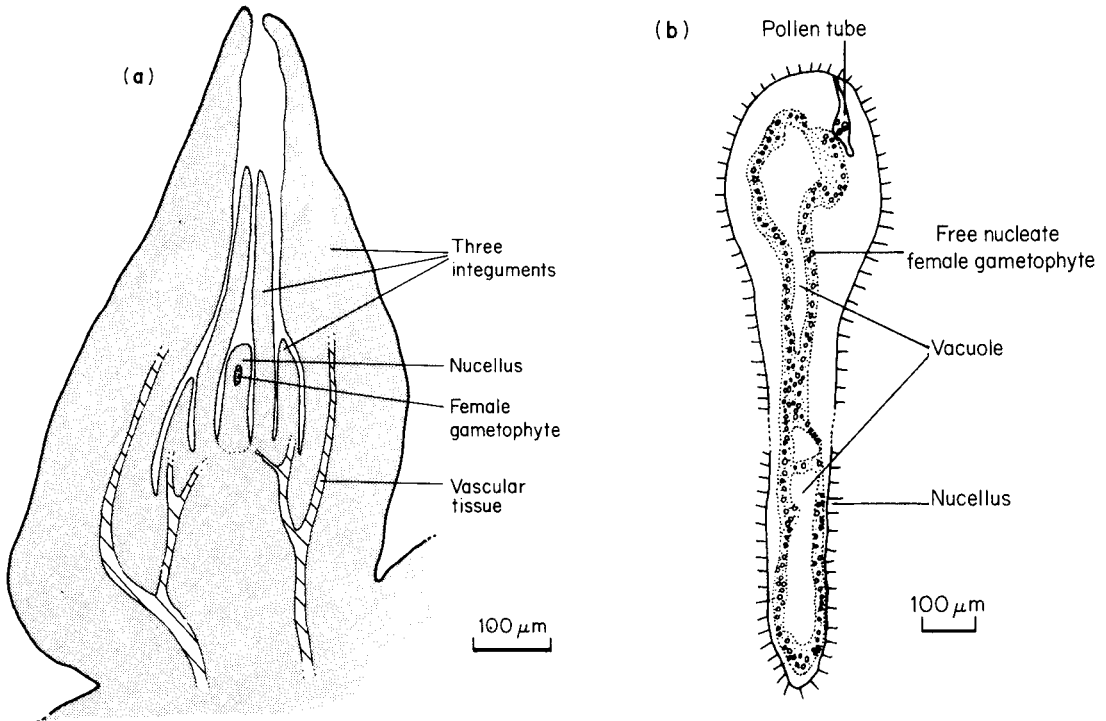 (a)
Three
integuments
Nucellus
Female
gametophyte
Vascular
tissue
100 μm
(b)
Pollen tube
Free nucleate
female gametophyte
Vacuole
Nucellus
100 μm